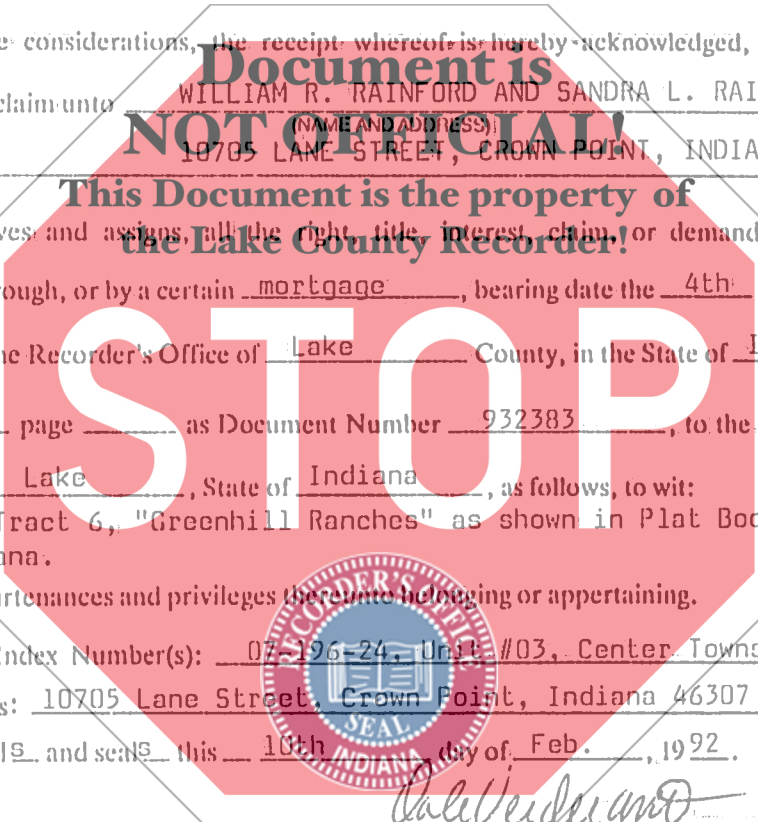 e considerations, the receipt whereof is hereby acknowledged,
Document is
claim unto WILLIAM R. RAINFORD AND SANDRA L. RAI
NOT OFFICIAL!
(NAME AND ADDRESS)
10705 LANE STREET, CROWN POINT, INDIA
This Document is the property of
ves and assigns, all the right, title, interest, claim, or demand
the Lake County Recorder!
ough, or by a certain mortgage, bearing date the 4th
ne Recorder's Office of Lake County, in the State of I
STOP
page as Document Number 932383, to the
Lake, State of Indiana, as follows, to wit:
Tract 6, "Greenhill Ranches" as shown in Plat Boo
ana.
urtenances and privileges thereunto belonging or appertaining.
RECORDER'S OFFICE
Index Number(s): 07-196-24, Unit #03, Center Towns
s: 10705 Lane Street, Crown Point, Indiana 46307
SEAL
ls and seals this 10th day of Feb., 1992.
INDIANA